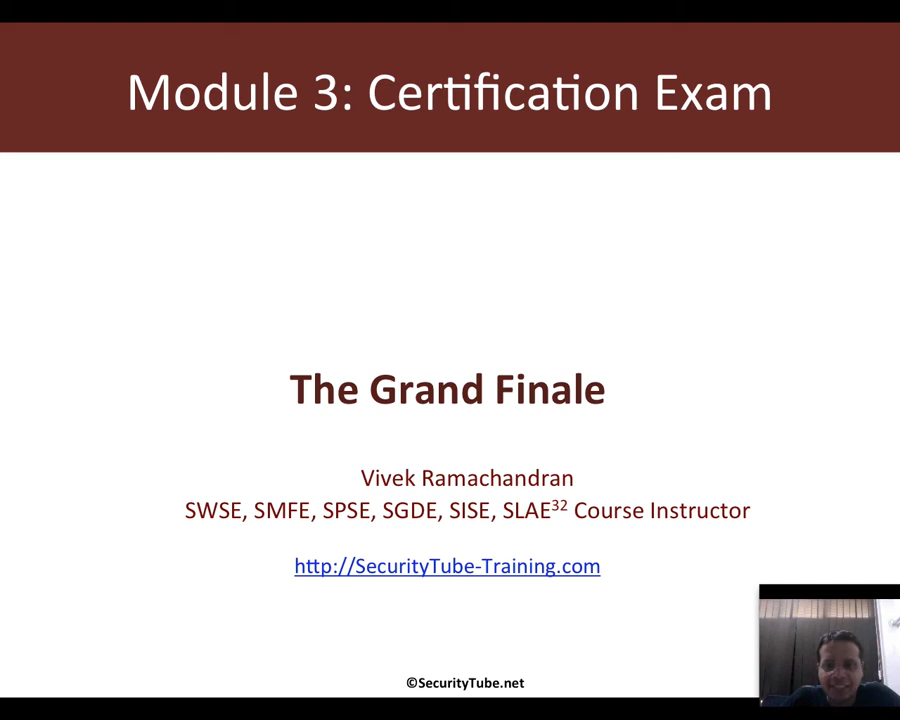 Module 3: Certification Exam
The Grand Finale
Vivek Ramachandran
SWSE, SMFE, SPSE, SGDE, SISE, SLAE³² Course Instructor
http://SecurityTube-Training.com
©SecurityTube.net